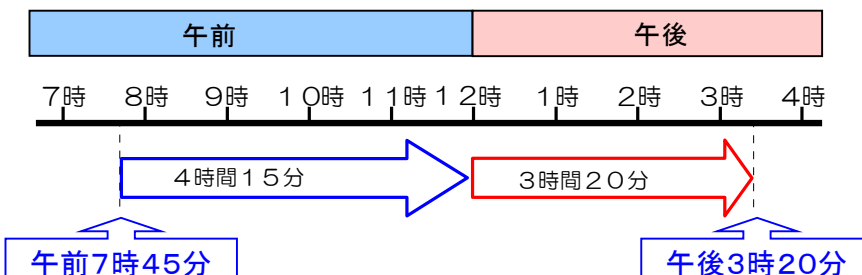 午前 午後
7時 8時 9時 10時 11時 12時 1時 2時 3時 4時
4時間15分 3時間20分
午前7時45分 午後3時20分